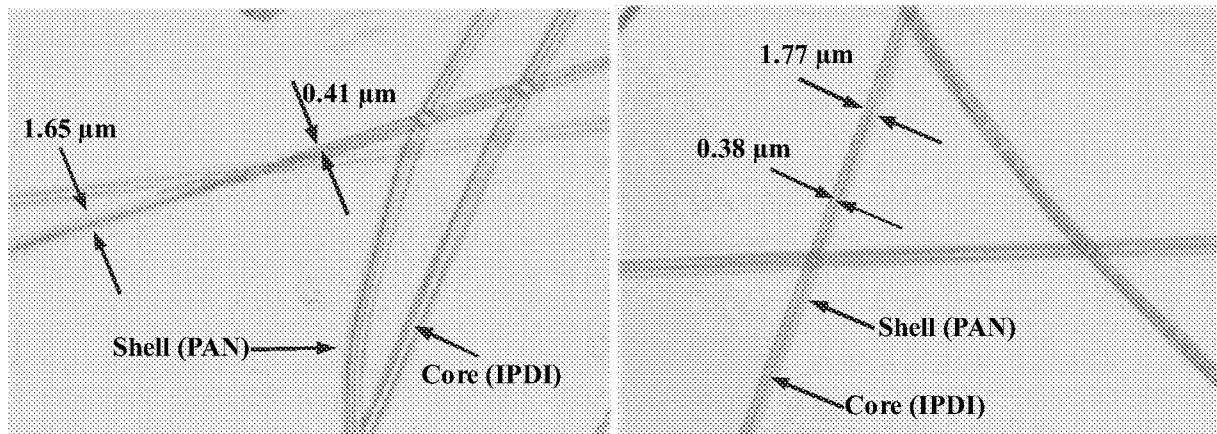 0.41 μm
1.65 μm
Shell (PAN)
Core (IPDI)
1.77 μm
0.38 μm
Shell (PAN)
Core (IPDI)